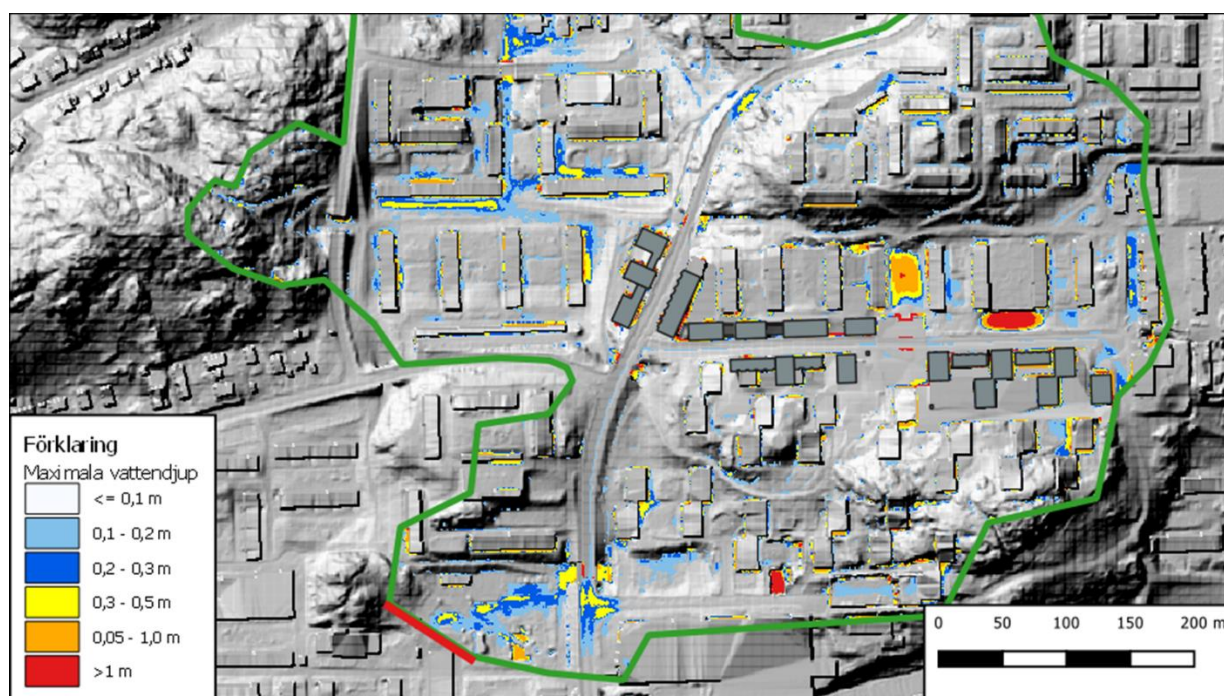 Förklaring
Maximala vattendjup
<= 0,1 m
0,1 - 0,2 m
0,2 - 0,3 m
0,3 - 0,5 m
0,05 - 1,0 m
>1 m
0 50 100 150 200 m